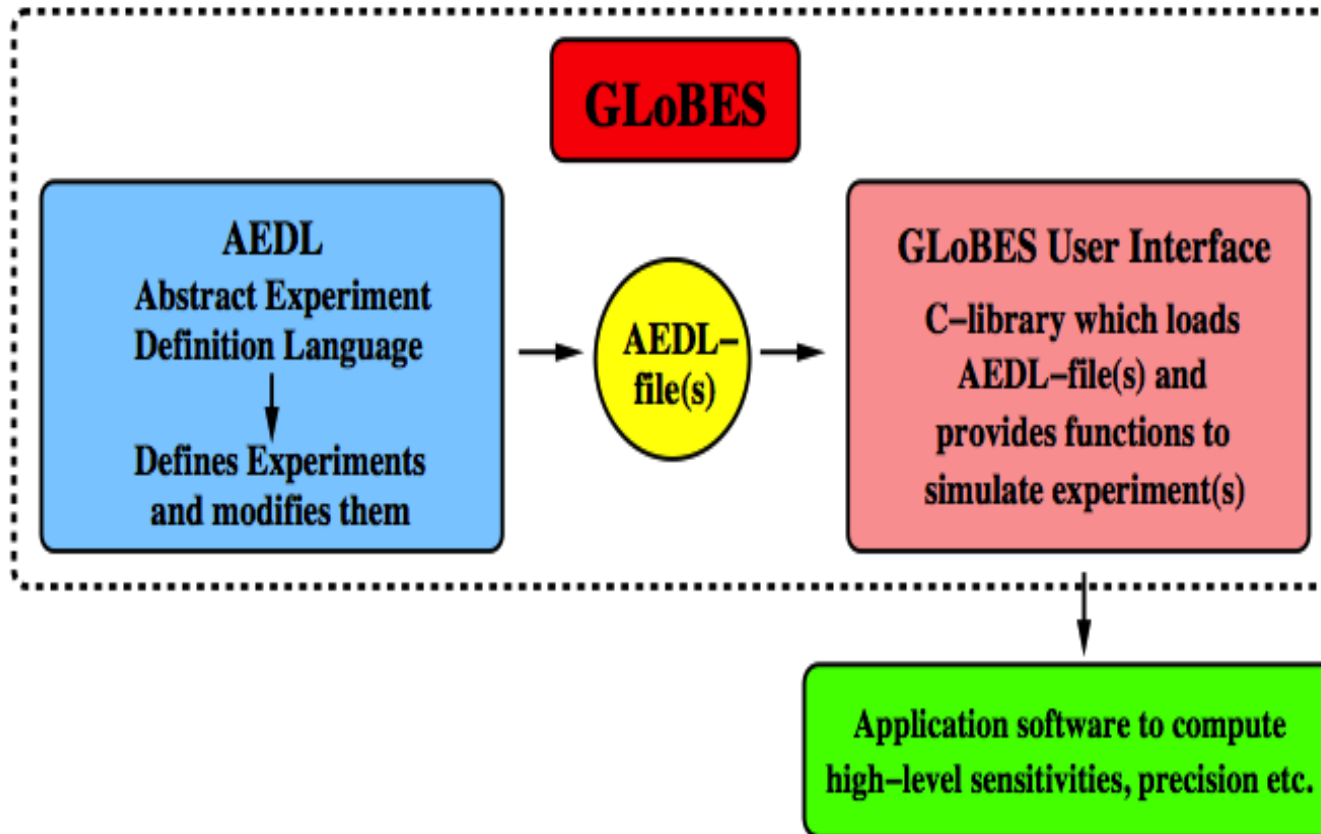 GLoBES
AEDL
Abstract Experiment
Definition Language
Defines Experiments
and modifies them
AEDL–
file(s)
GLoBES User Interface
C–library which loads
AEDL–file(s) and
provides functions to
simulate experiment(s)
Application software to compute
high–level sensitivities, precision etc.